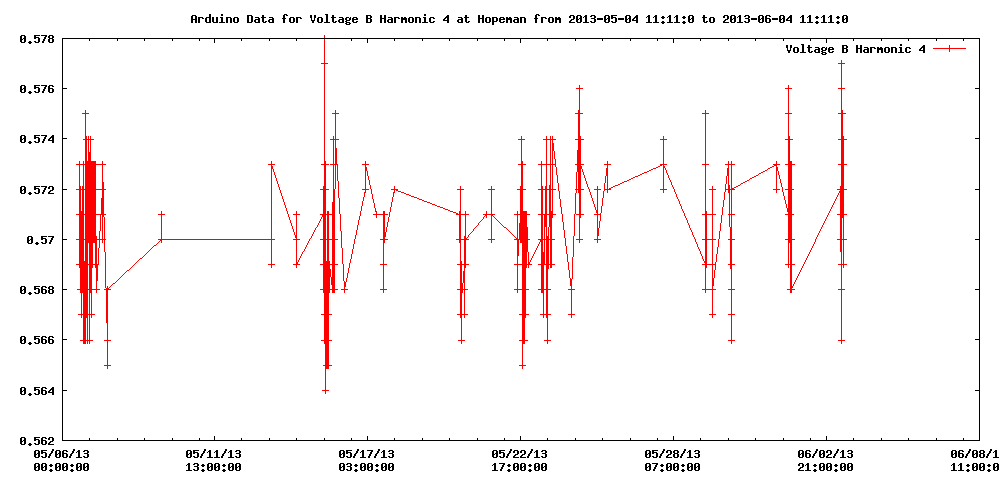 Arduino Data for Voltage B Harmonic 4 at Hopeman from 2013-05-04 11:11:0 to 2013-06-04 11:11:0
Voltage B Harmonic 4
0.578
0.576
0.574
0.572
0.57
0.568
0.566
0.564
0.562
05/06/13 05/11/13 05/17/13 05/22/13 05/28/13 06/02/13 06/08/1
00:00:00 13:00:00 03:00:00 17:00:00 07:00:00 21:00:00 11:00:0